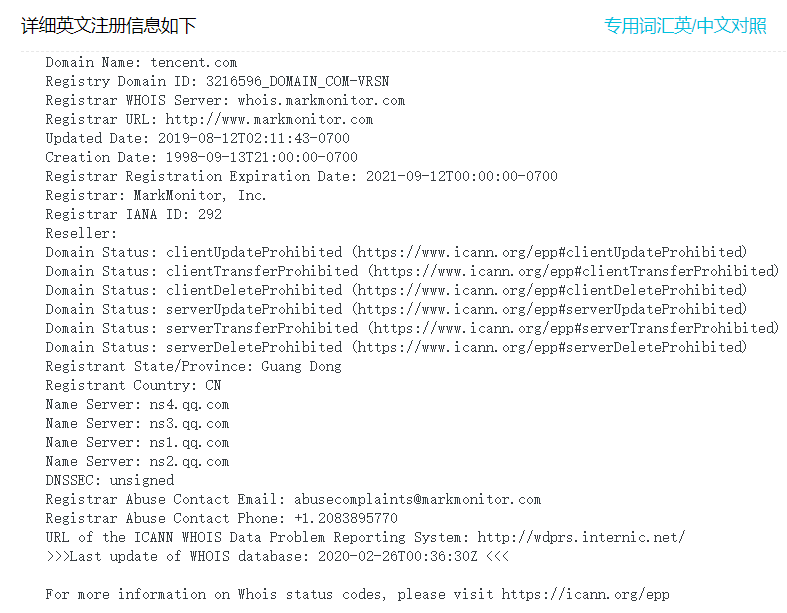 详细英文注册信息如下
专用词汇英/中文对照
Domain Name: tencent.com
Registry Domain ID: 3216596_DOMAIN_COM-VRSN
Registrar WHOIS Server: whois.markmonitor.com
Registrar URL: http://www.markmonitor.com
Updated Date: 2019-08-12T02:11:43-0700
Creation Date: 1998-09-13T21:00:00-0700
Registrar Registration Expiration Date: 2021-09-12T00:00:00-0700
Registrar: MarkMonitor, Inc.
Registrar IANA ID: 292
Reseller:
Domain Status: clientUpdateProhibited (https://www.icann.org/epp#clientUpdateProhibited)
Domain Status: clientTransferProhibited (https://www.icann.org/epp#clientTransferProhibited)
Domain Status: clientDeleteProhibited (https://www.icann.org/epp#clientDeleteProhibited)
Domain Status: serverUpdateProhibited (https://www.icann.org/epp#serverUpdateProhibited)
Domain Status: serverTransferProhibited (https://www.icann.org/epp#serverTransferProhibited)
Domain Status: serverDeleteProhibited (https://www.icann.org/epp#serverDeleteProhibited)
Registrant State/Province: Guang Dong
Registrant Country: CN
Name Server: ns4.qq.com
Name Server: ns3.qq.com
Name Server: ns1.qq.com
Name Server: ns2.qq.com
DNSSEC: unsigned
Registrar Abuse Contact Email: abusecomplaints@markmonitor.com
Registrar Abuse Contact Phone: +1.2083895770
URL of the ICANN WHOIS Data Problem Reporting System: http://wdprs.internic.net/
>>>Last update of WHOIS database: 2020-02-26T00:36:30Z <<<
For more information on Whois status codes, please visit https://icann.org/epp